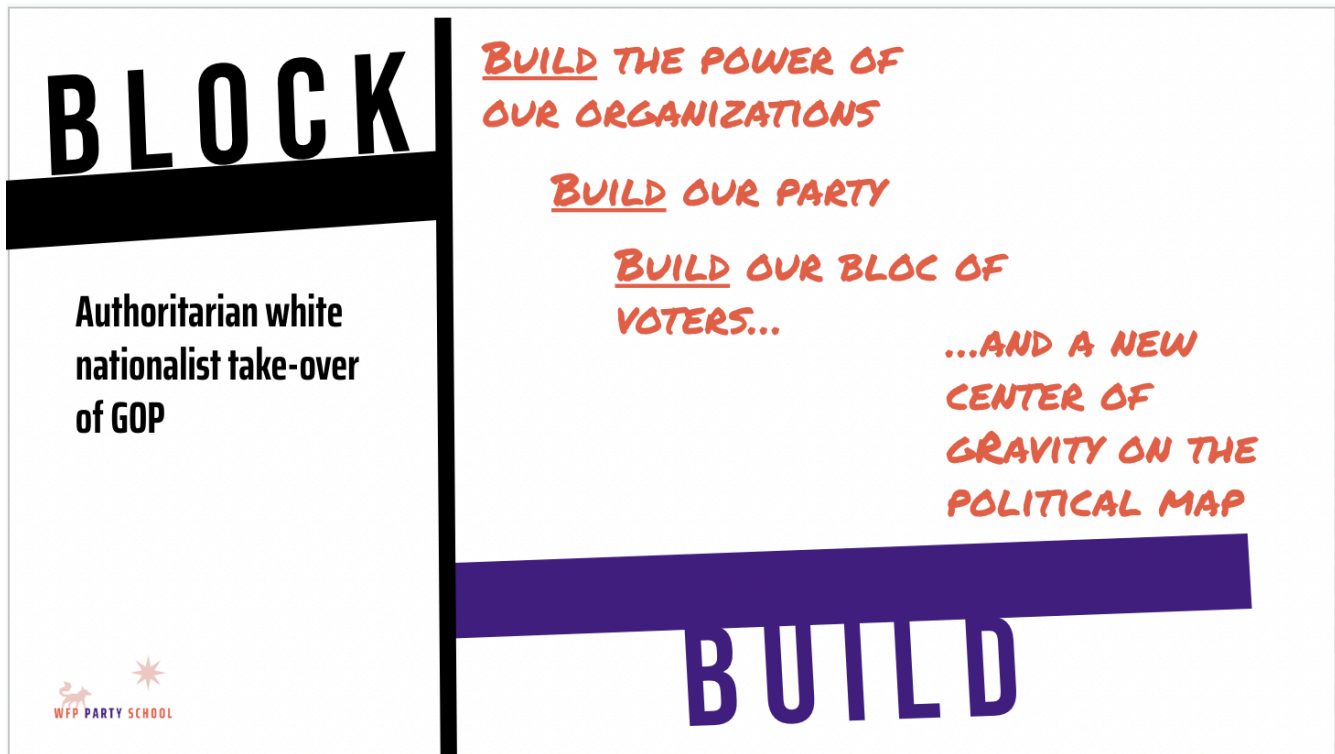 BLOCK
Authoritarian white
nationalist take-over
of GOP
WFP PARTY SCHOOL
BUILD THE POWER OF
OUR ORGANIZATIONS
BUILD OUR PARTY
BUILD OUR BLOC OF
VOTERS...
...AND A NEW
CENTER OF
GRAVITY ON THE
POLITICAL MAP
BUILD